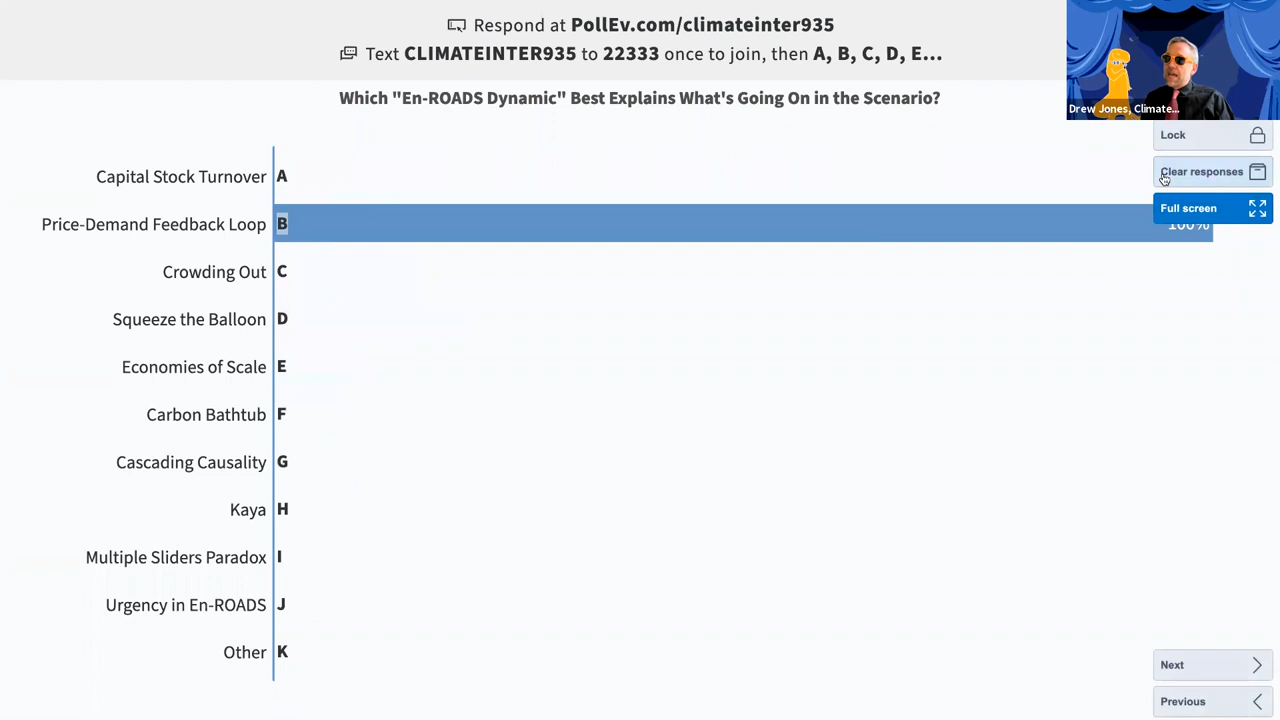 Respond at PollEv.com/climateinter935
Text CLIMATEINTER935 to 22333 once to join, then A, B, C, D, E...
Which "En-ROADS Dynamic" Best Explains What's Going On in the Scenario?
Drew Jones, Climate...
Lock
Clear responses
Full screen
Capital Stock Turnover A
Price-Demand Feedback Loop B
100%
Crowding Out C
Squeeze the Balloon D
Economies of Scale E
Carbon Bathtub F
Cascading Causality G
Kaya H
Multiple Sliders Paradox I
Urgency in En-ROADS J
Other K
Next
Previous